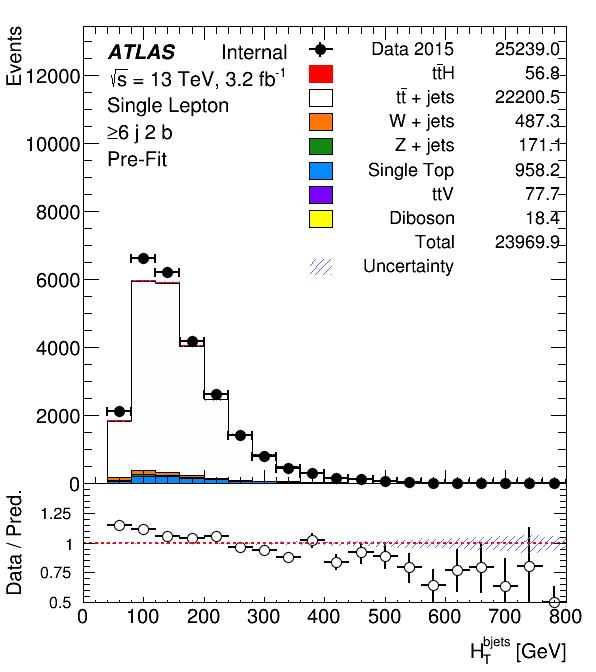 Events
ATLAS Internal
√s = 13 TeV, 3.2 fb⁻¹
Single Lepton
≥6 j 2 b
Pre-Fit
Data 2015 25239.0
tt̄H 56.8
tt̄ + jets 22200.5
W + jets 487.3
Z + jets 171.1
Single Top 958.2
ttV 77.7
Diboson 18.4
Total 23969.9
Uncertainty
12000
10000
8000
6000
4000
2000
0
Data / Pred.
1.25
1
0.75
0.5
0 100 200 300 400 500 600 700 800
H_T^bjets [GeV]